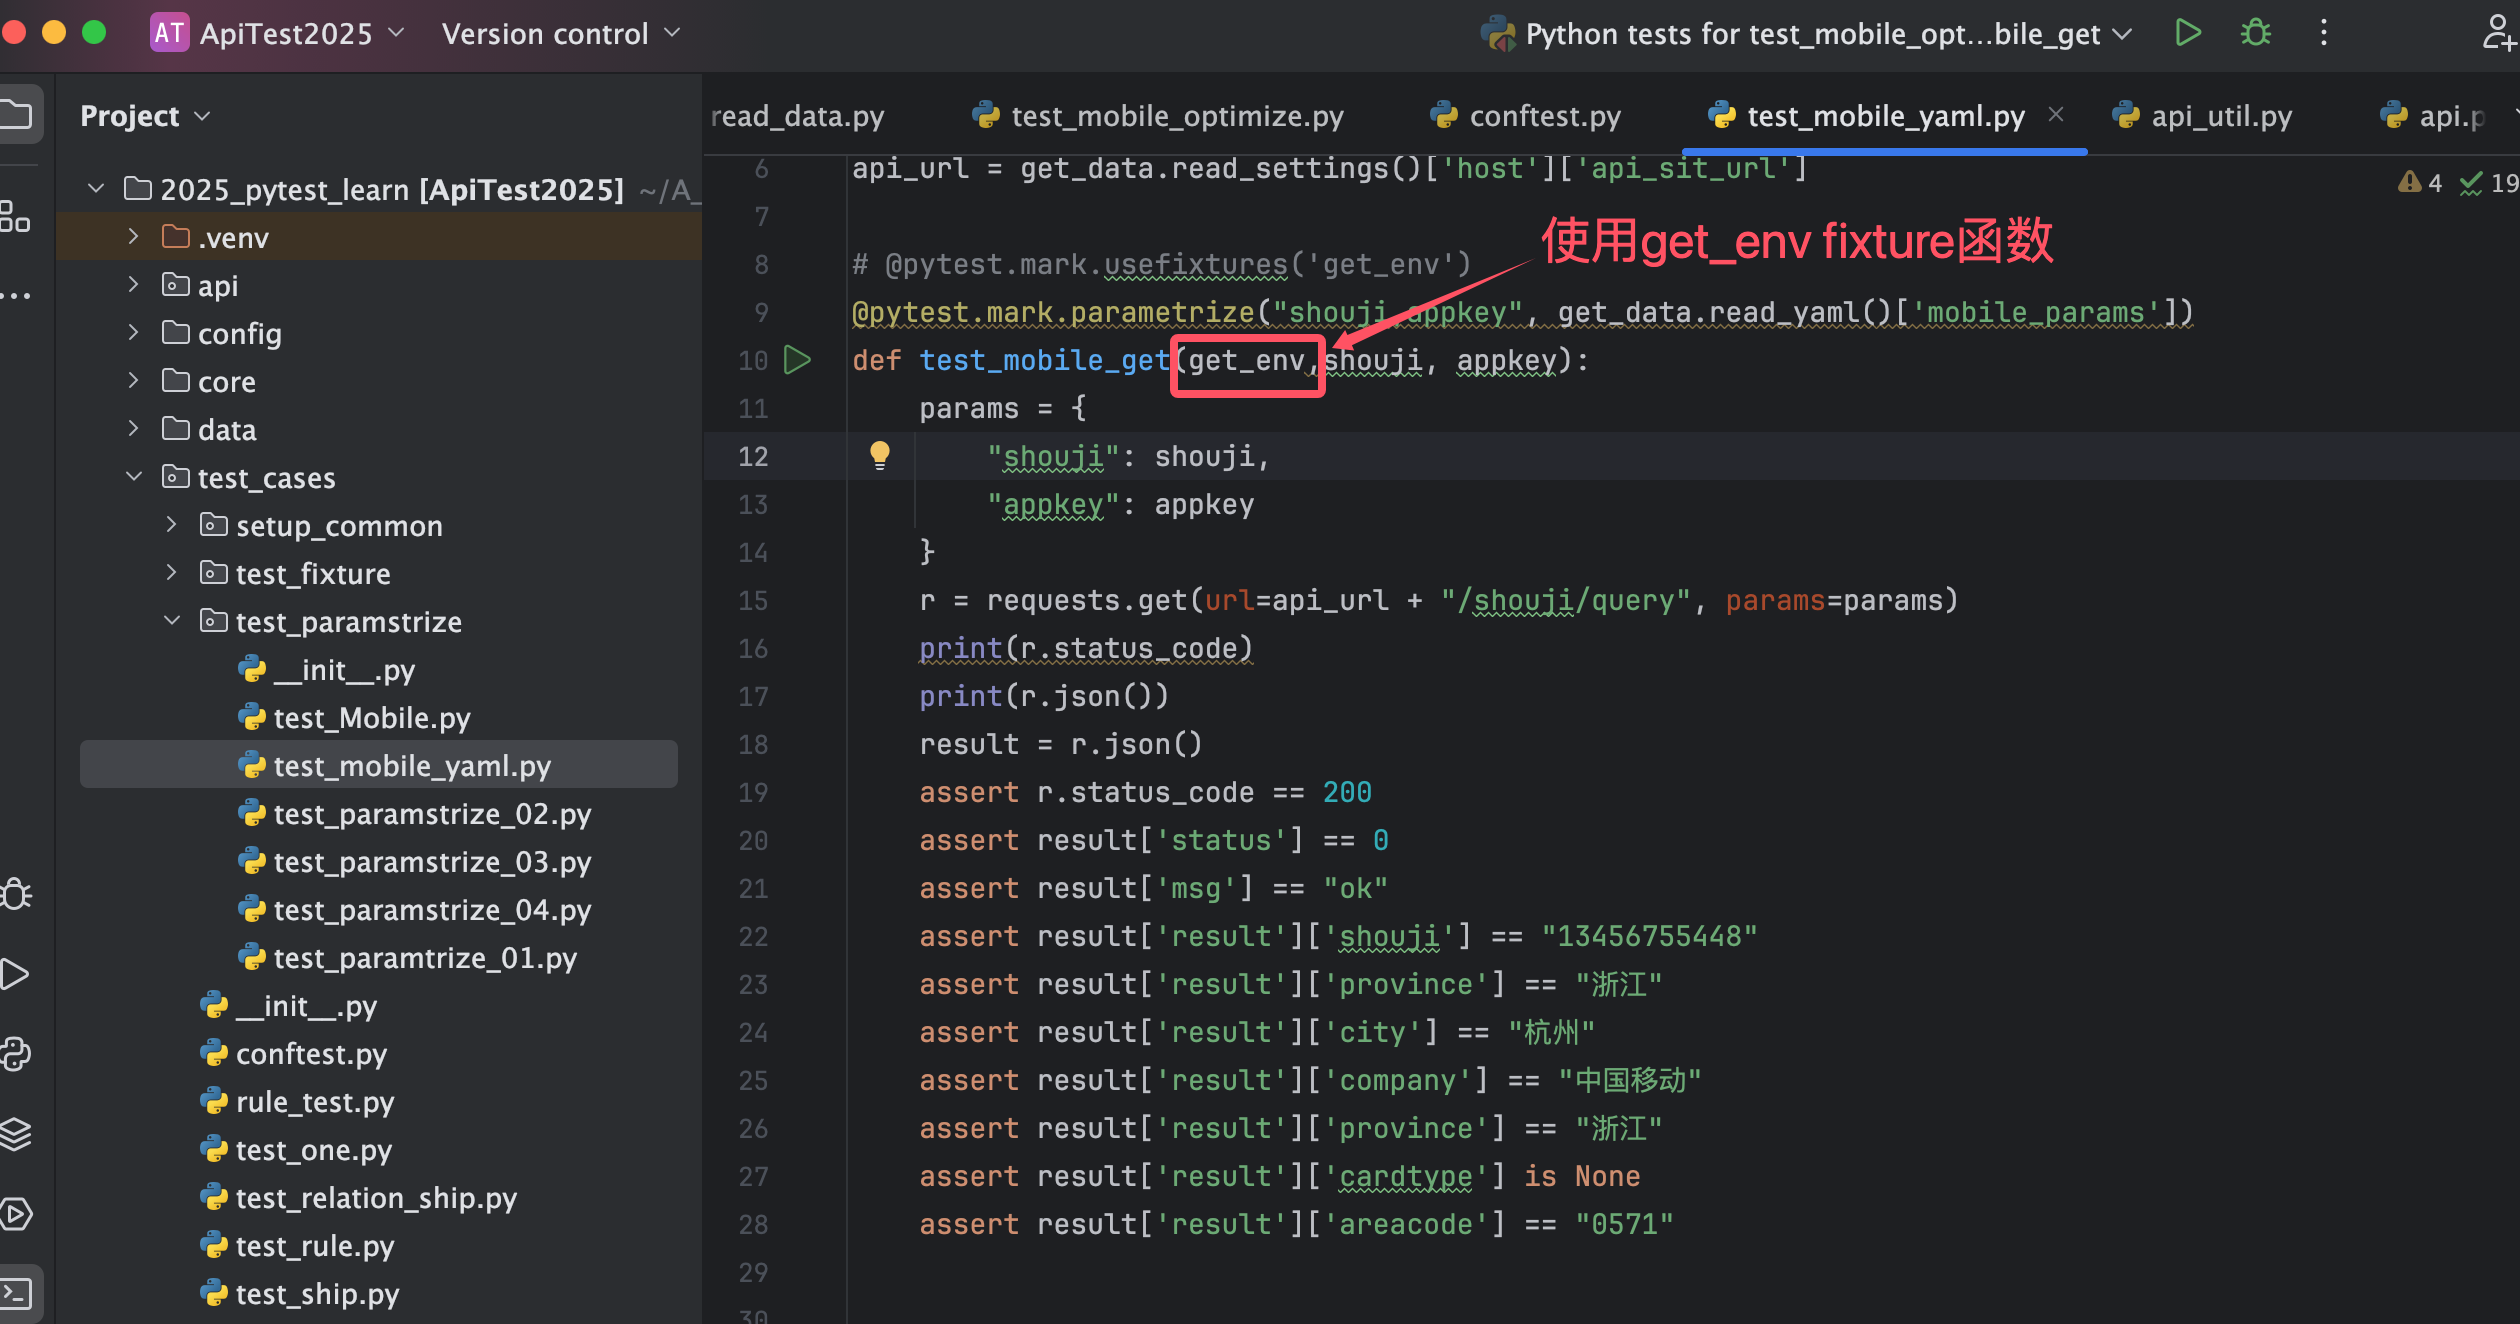 AT ApiTest2025
Version control
Python tests for test_mobile_opt...bile_get
Project
2025_pytest_learn [ApiTest2025] ~/A_
.venv
api
config
core
data
test_cases
setup_common
test_fixture
test_paramstrize
__init__.py
test_Mobile.py
test_mobile_yaml.py
test_paramstrize_02.py
test_paramstrize_03.py
test_paramstrize_04.py
test_paramtrize_01.py
__init__.py
conftest.py
rule_test.py
test_one.py
test_relation_ship.py
test_rule.py
test_ship.py
read_data.py
test_mobile_optimize.py
conftest.py
test_mobile_yaml.py
api_util.py
api.p
4 19
使用get_env fixture函数
6 api_url = get_data.read_settings()['host']['api_sit_url']
7
8 # @pytest.mark.usefixtures('get_env')
9 @pytest.mark.parametrize("shouji,appkey", get_data.read_yaml()['mobile_params'])
10 def test_mobile_get(get_env,shouji, appkey):
11 params = {
12 "shouji": shouji,
13 "appkey": appkey
14 }
15 r = requests.get(url=api_url + "/shouji/query", params=params)
16 print(r.status_code)
17 print(r.json())
18 result = r.json()
19 assert r.status_code == 200
20 assert result['status'] == 0
21 assert result['msg'] == "ok"
22 assert result['result']['shouji'] == "13456755448"
23 assert result['result']['province'] == "浙江"
24 assert result['result']['city'] == "杭州"
25 assert result['result']['company'] == "中国移动"
26 assert result['result']['province'] == "浙江"
27 assert result['result']['cardtype'] is None
28 assert result['result']['areacode'] == "0571"
29
30